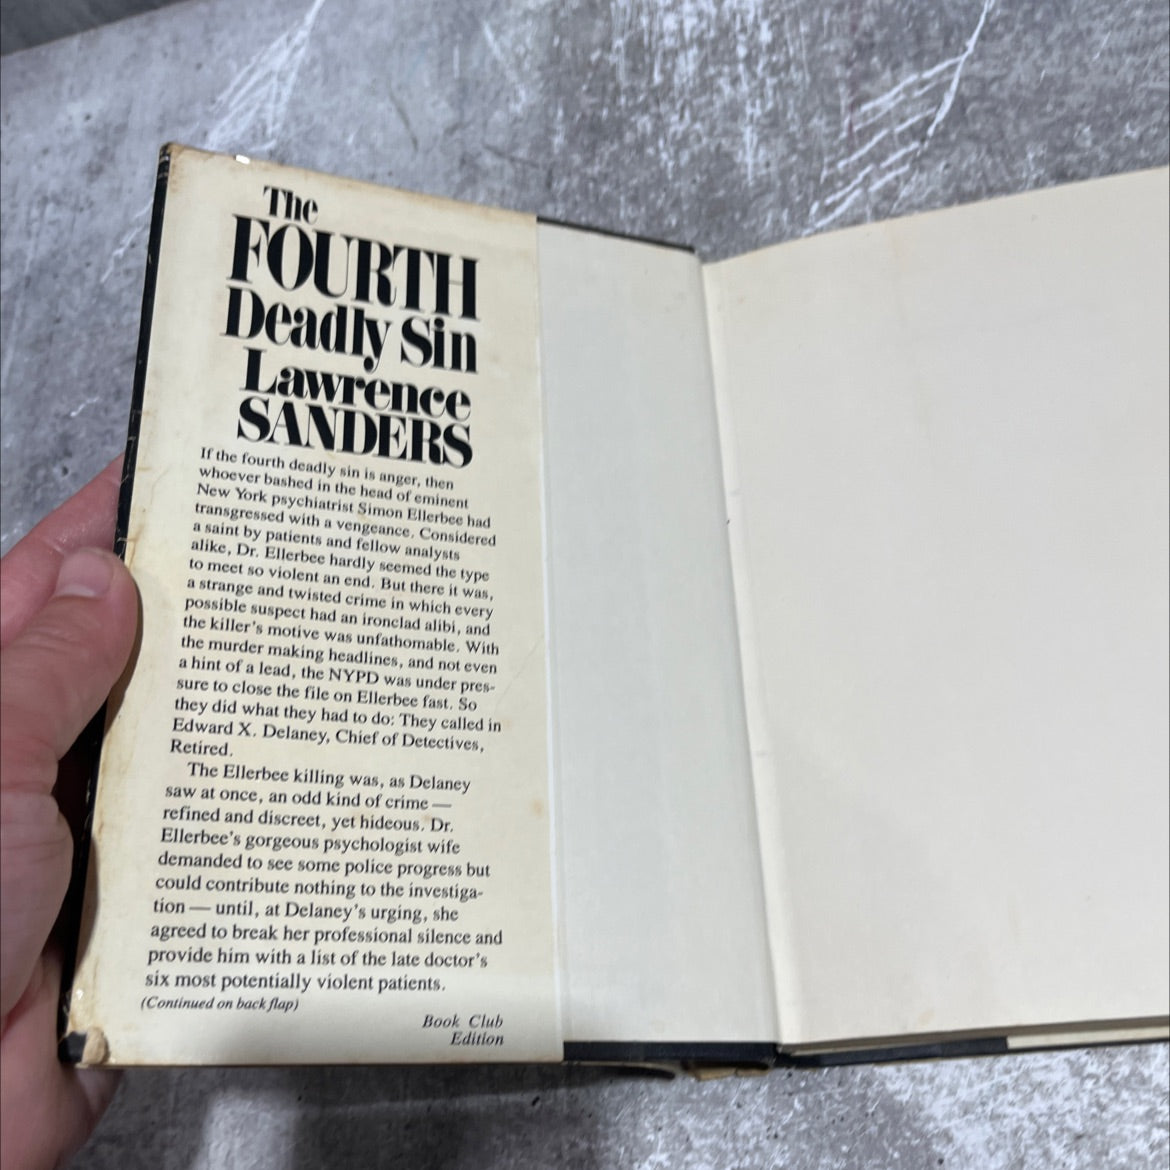 The
FOURTH
Deadly Sin
Lawrence
SANDERS
If the fourth deadly sin is anger, then
whoever bashed in the head of eminent
New York psychiatrist Simon Ellerbee had
transgressed with a vengeance. Considered
a saint by patients and fellow analysts
alike, Dr. Ellerbee hardly seemed the type
to meet so violent an end. But there it was,
a strange and twisted crime in which every
possible suspect had an ironclad alibi, and
the killer's motive was unfathomable. With
the murder making headlines, and not even
a hint of a lead, the NYPD was under pres-
sure to close the file on Ellerbee fast. So
they did what they had to do: They called in
Edward X. Delaney, Chief of Detectives,
Retired.
The Ellerbee killing was, as Delaney
saw at once, an odd kind of crime —
refined and discreet, yet hideous. Dr.
Ellerbee's gorgeous psychologist wife
demanded to see some police progress but
could contribute nothing to the investiga-
tion — until, at Delaney's urging, she
agreed to break her professional silence and
provide him with a list of the late doctor's
six most potentially violent patients.
(Continued on back flap)
Book Club
Edition